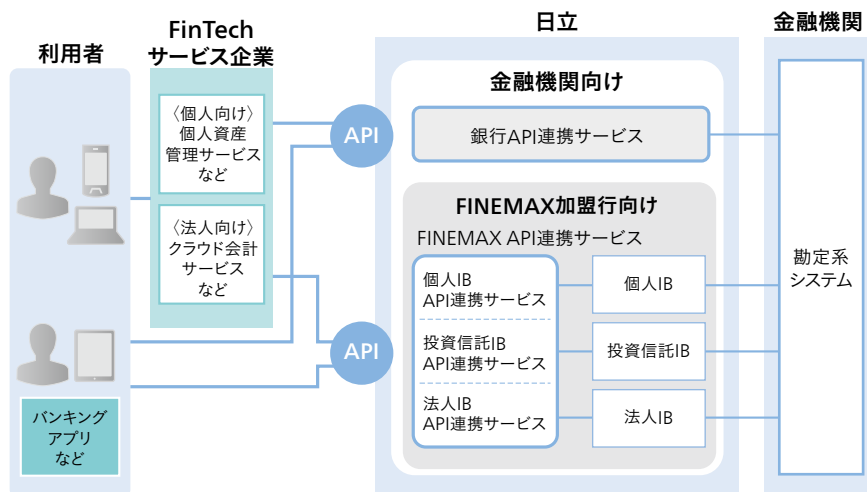 利用者
バンキング
アプリ
など
FinTech
サービス企業
〈個人向け〉
個人資産
管理サービス
など
〈法人向け〉
クラウド会計
サービス
など
API
API
日立
金融機関向け
銀行API連携サービス
FINEMAX加盟行向け
FINEMAX API連携サービス
個人IB
API連携サービス
投資信託IB
API連携サービス
法人IB
API連携サービス
個人IB
投資信託IB
法人IB
金融機関
勘定系
システム